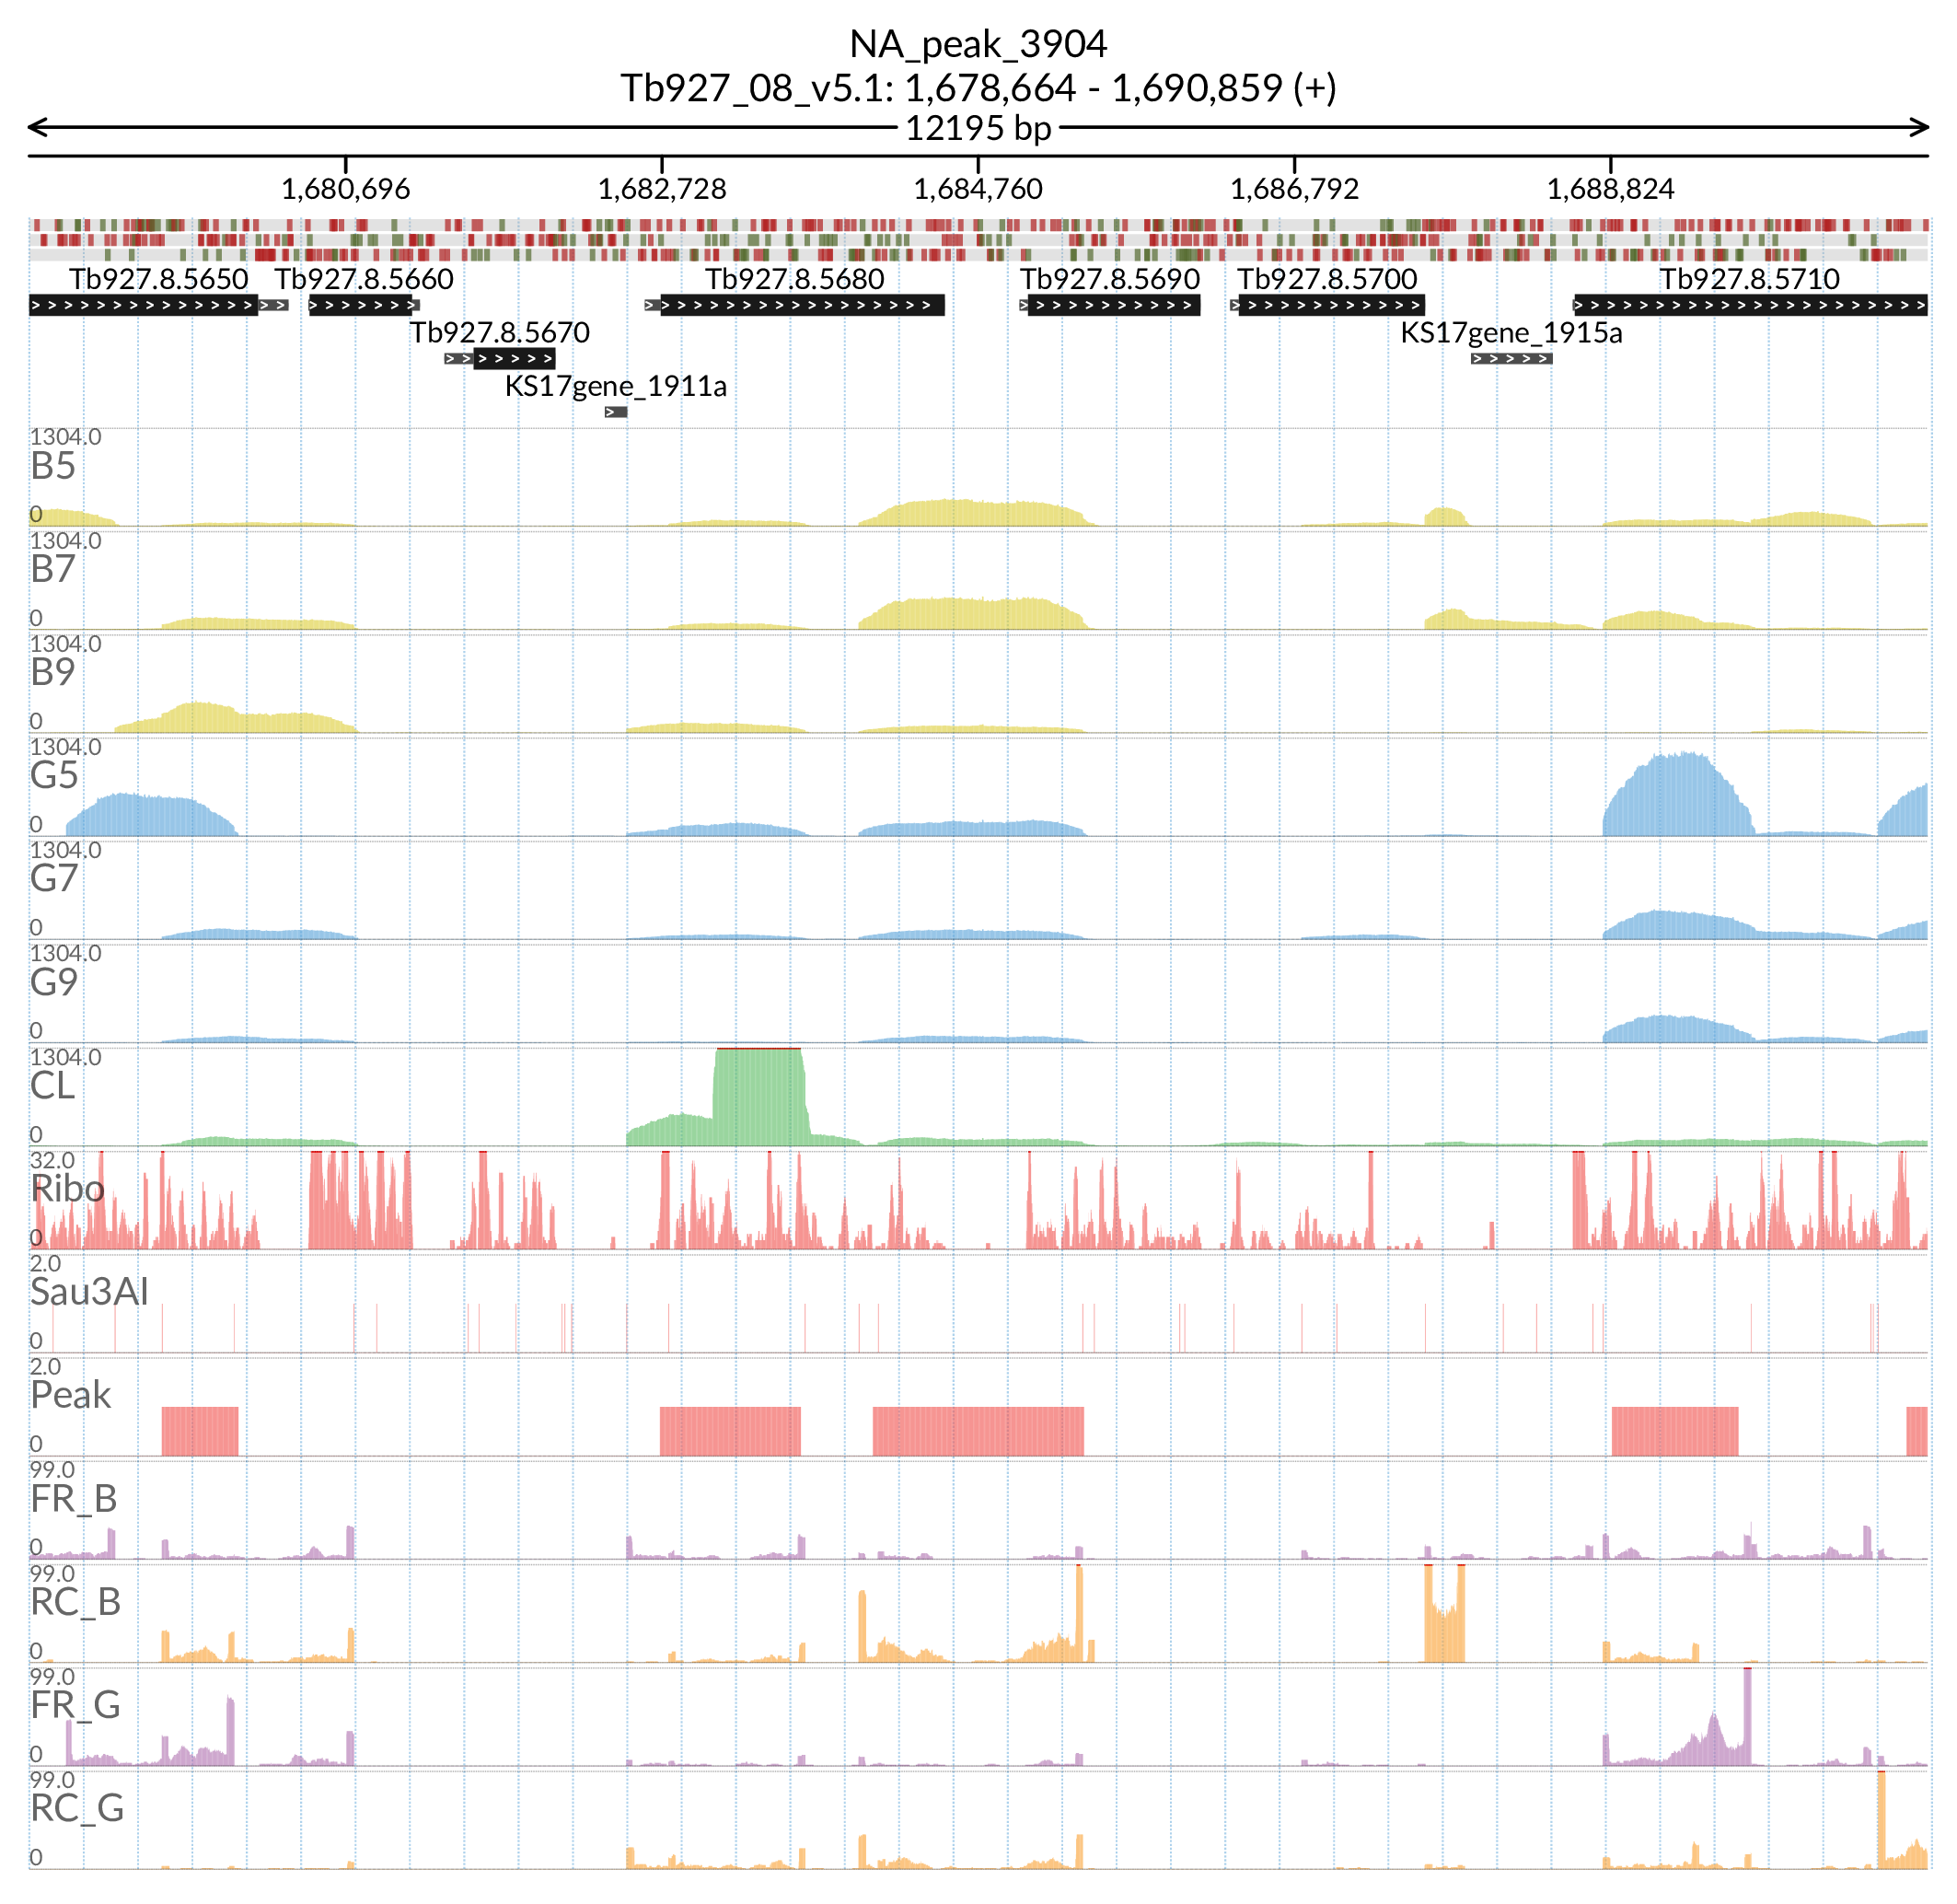 NA_peak_3904
Tb927_08_v5.1: 1,678,664 - 1,690,859 (+)
12195 bp
1,680,696 1,682,728 1,684,760 1,686,792 1,688,824
Tb927.8.5650 Tb927.8.5660 Tb927.8.5680 Tb927.8.5690 Tb927.8.5700 Tb927.8.5710
Tb927.8.5670 KS17gene_1915a
KS17gene_1911a
1304.0
B5
0
1304.0
B7
0
1304.0
B9
0
1304.0
G5
0
1304.0
G7
0
1304.0
G9
0
1304.0
CL
0
32.0
Ribo
0
2.0
Sau3AI
0
2.0
Peak
0
99.0
FR_B
0
99.0
RC_B
0
99.0
FR_G
0
99.0
RC_G
0